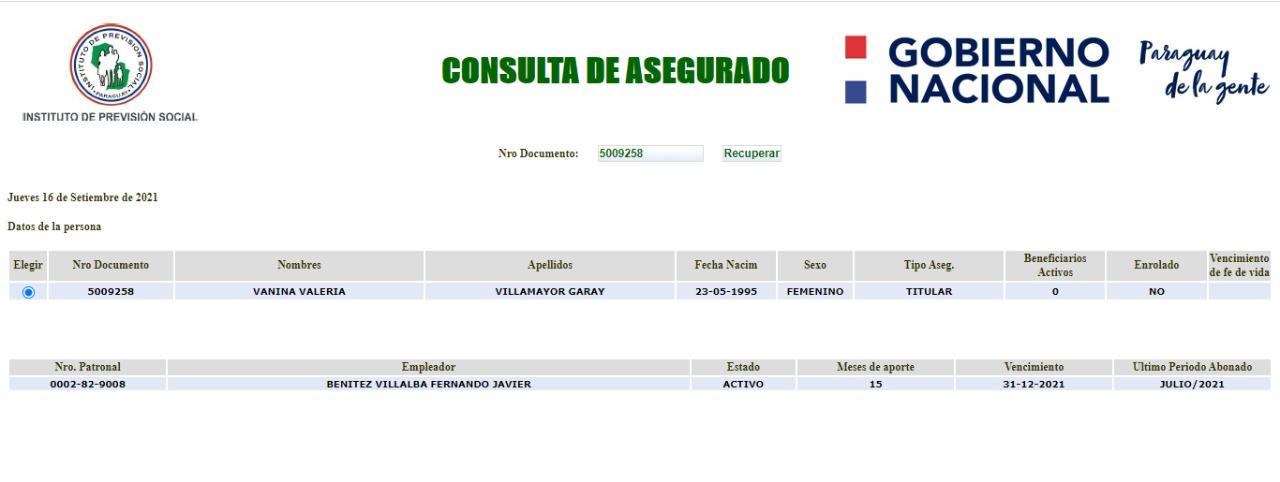 INSTITUTO DE PREVISION SOCIAL
PARAGUAY
INSTITUTO DE PREVISIÓN SOCIAL
CONSULTA DE ASEGURADO
GOBIERNO
NACIONAL
Paraguay
de la gente
Nro Documento: 5009258 Recuperar
Jueves 16 de Setiembre de 2021
Datos de la persona
Elegir Nro Documento Nombres Apellidos Fecha Nacim Sexo Tipo Aseg. Beneficiarios Activos Enrolado Vencimiento de fe de vida
5009258 VANINA VALERIA VILLAMAYOR GARAY 23-05-1995 FEMENINO TITULAR 0 NO
Nro. Patronal Empleador Estado Meses de aporte Vencimiento Ultimo Periodo Abonado
0002-82-9008 BENITEZ VILLALBA FERNANDO JAVIER ACTIVO 15 31-12-2021 JULIO/2021